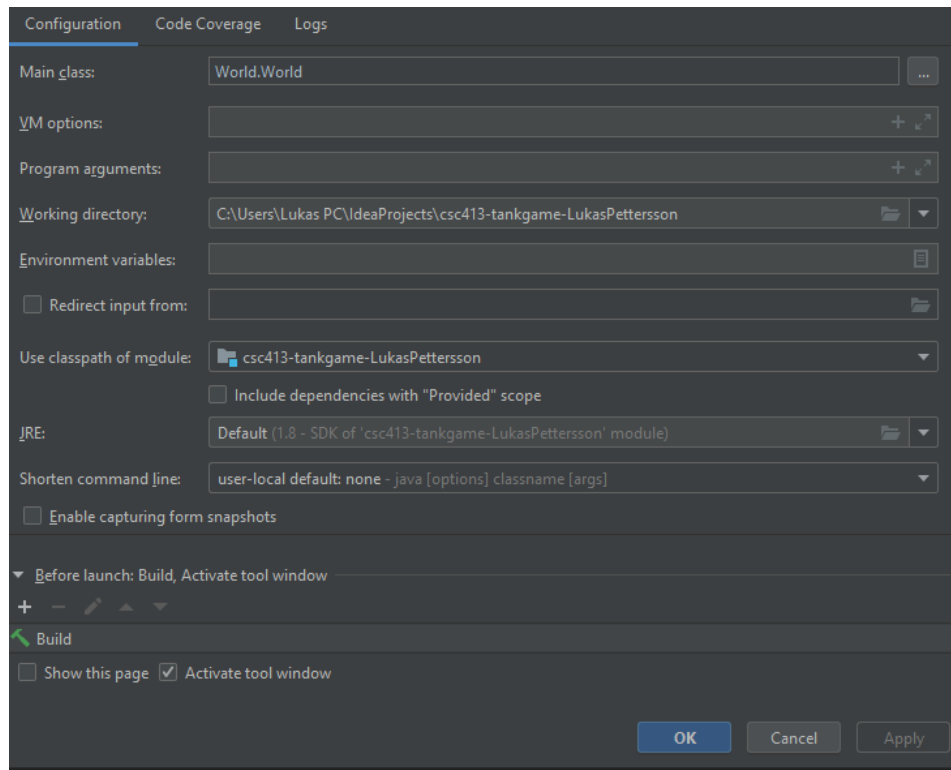 Configuration Code Coverage Logs
Main class: World.World ...
VM options:
Program arguments:
Working directory: C:\Users\Lukas PC\IdeaProjects\csc413-tankgame-LukasPettersson
Environment variables:
Redirect input from:
Use classpath of module: csc413-tankgame-LukasPettersson
Include dependencies with "Provided" scope
JRE: Default (1.8 - SDK of 'csc413-tankgame-LukasPettersson' module)
Shorten command line: user-local default: none - java [options] classname [args]
Enable capturing form snapshots
Before launch: Build, Activate tool window
Build
Show this page Activate tool window
OK Cancel Apply